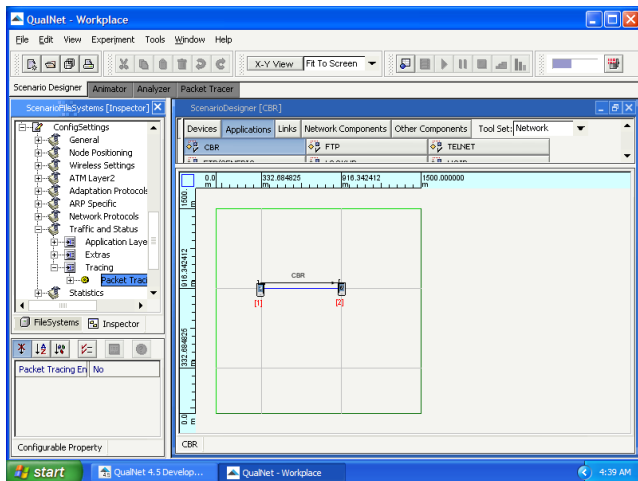 QualNet - Workplace
File Edit View Experiment Tools Window Help
X-Y View Fit To Screen
Scenario Designer Animator Analyzer Packet Tracer
ScenarioFileSystems [Inspector]
ConfigSettings
General
Node Positioning
Wireless Settings
ATM Layer2
Adaptation Protocols
ARP Specific
Network Protocols
Traffic and Status
Application Laye
Extras
Tracing
Packet Traci
Statistics
FileSystems Inspector
Packet Tracing En No
Configurable Property
ScenarioDesigner [CBR]
Devices Applications Links Network Components Other Components Tool Set: Network
CBR FTP TELNET
0.0 m 332.684825 m 916.342412 m 1500.000000 m
1500.
916.342412 m
332.684825 m
0.0 m
CBR
[1] [2]
CBR
start QualNet 4.5 Develop... QualNet - Workplace 4:39 AM